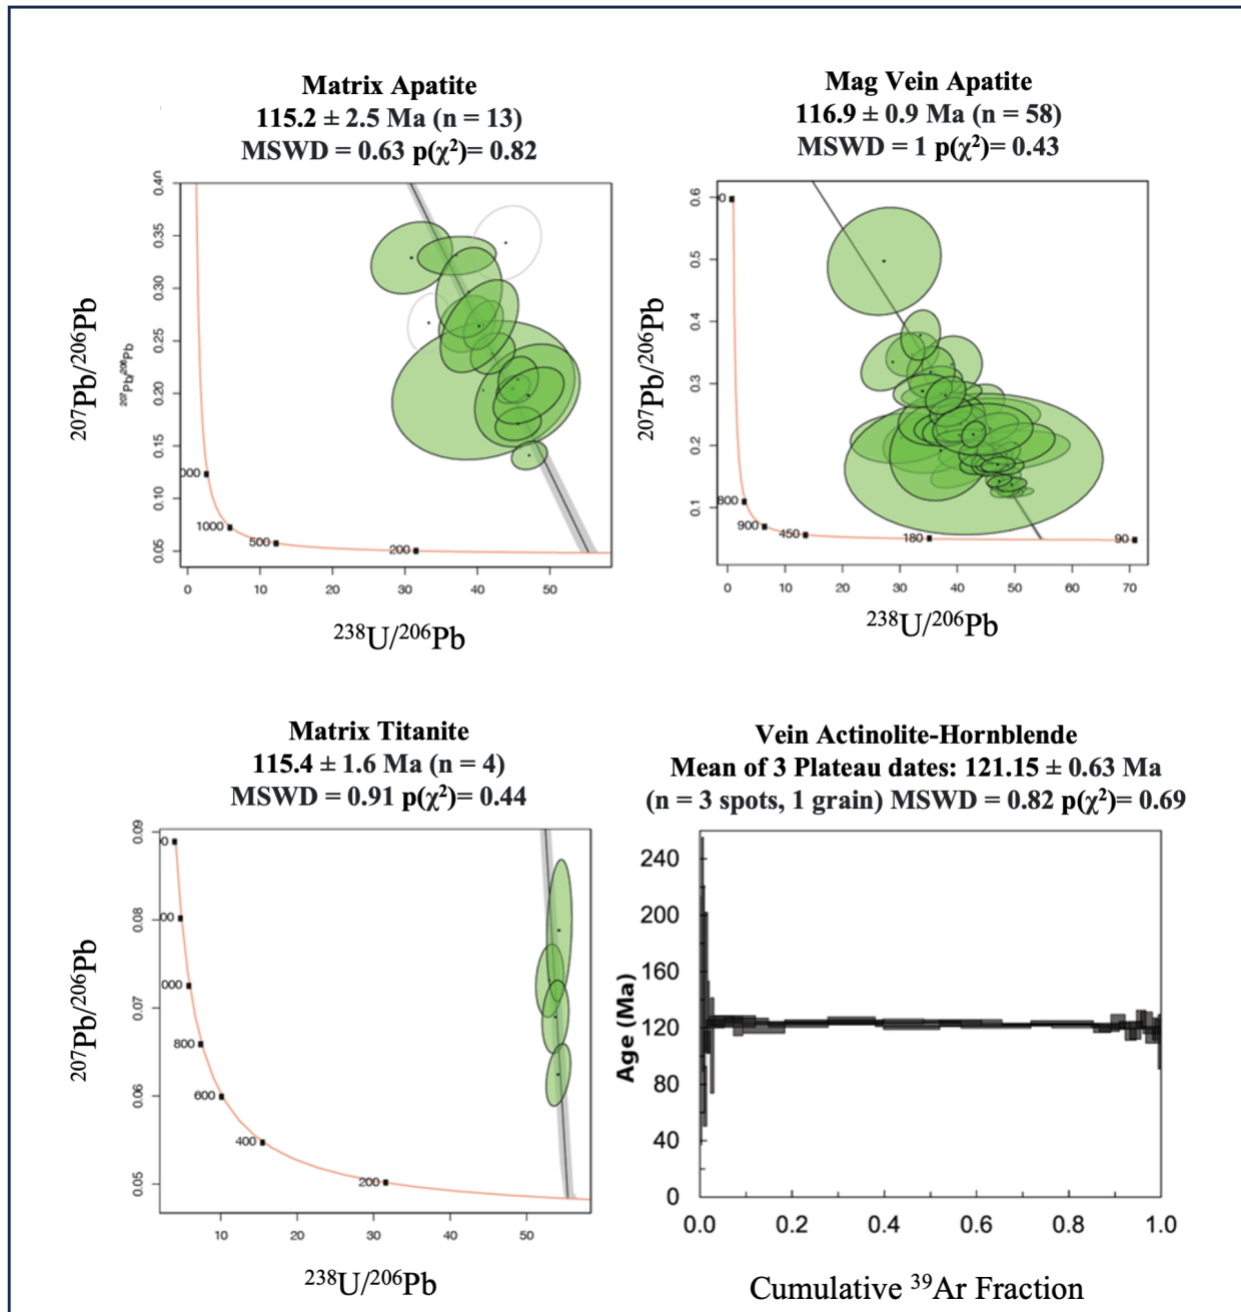 Matrix Apatite
115.2 ± 2.5 Ma (n = 13)
MSWD = 0.63 p(χ²)= 0.82
0.40
0.35
0.30
0.25
0.20
0.15
0.10
0.05
²⁰⁷Pb/²⁰⁶Pb
²⁰⁷Pb/²⁰⁶Pb
000
1000
500
200
0 10 20 30 40 50
²³⁸U/²⁰⁶Pb
Mag Vein Apatite
116.9 ± 0.9 Ma (n = 58)
MSWD = 1 p(χ²)= 0.43
0.6
0.5
0.4
0.3
0.2
0.1
²⁰⁷Pb/²⁰⁶Pb
0
800
900
450
180
90
0 10 20 30 40 50 60 70
²³⁸U/²⁰⁶Pb
Matrix Titanite
115.4 ± 1.6 Ma (n = 4)
MSWD = 0.91 p(χ²)= 0.44
0.09
0.08
0.07
0.06
0.05
²⁰⁷Pb/²⁰⁶Pb
0
00
000
800
600
400
200
10 20 30 40 50
²³⁸U/²⁰⁶Pb
Vein Actinolite-Hornblende
Mean of 3 Plateau dates: 121.15 ± 0.63 Ma
(n = 3 spots, 1 grain) MSWD = 0.82 p(χ²)= 0.69
240
200
160
120
80
40
0
Age (Ma)
0.0 0.2 0.4 0.6 0.8 1.0
Cumulative ³⁹Ar Fraction